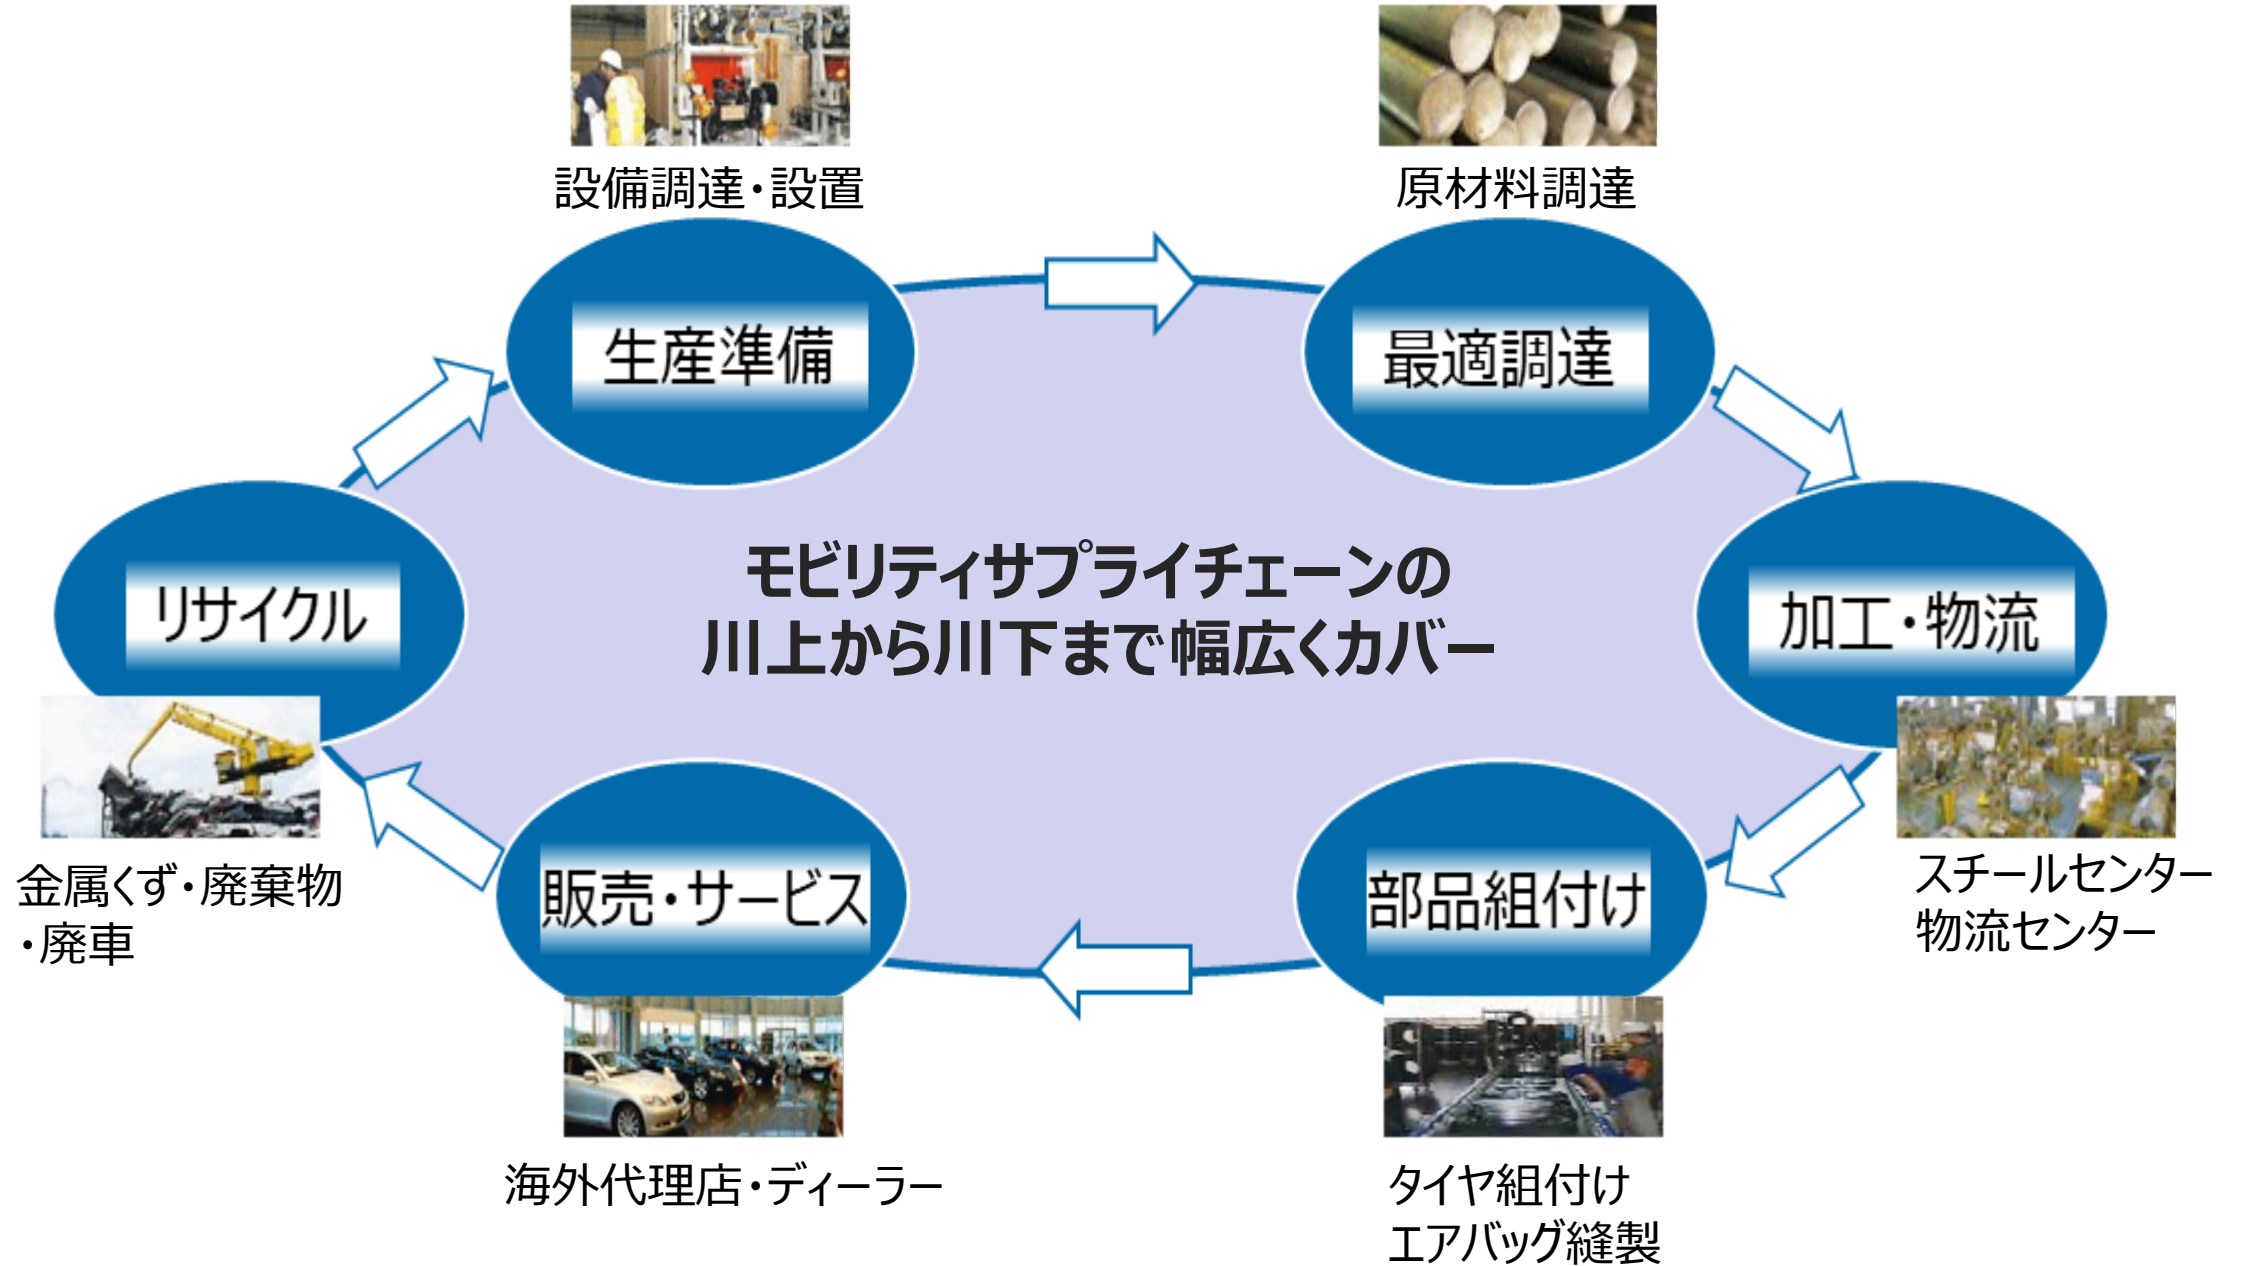 設備調達・設置
原材料調達
生産準備
最適調達
モビリティサプライチェーンの
川上から川下まで幅広くカバー
リサイクル
加工・物流
金属くず・廃棄物
・廃車
販売・サービス
部品組付け
スチールセンター
物流センター
海外代理店・ディーラー
タイヤ組付け
エアバッグ縫製